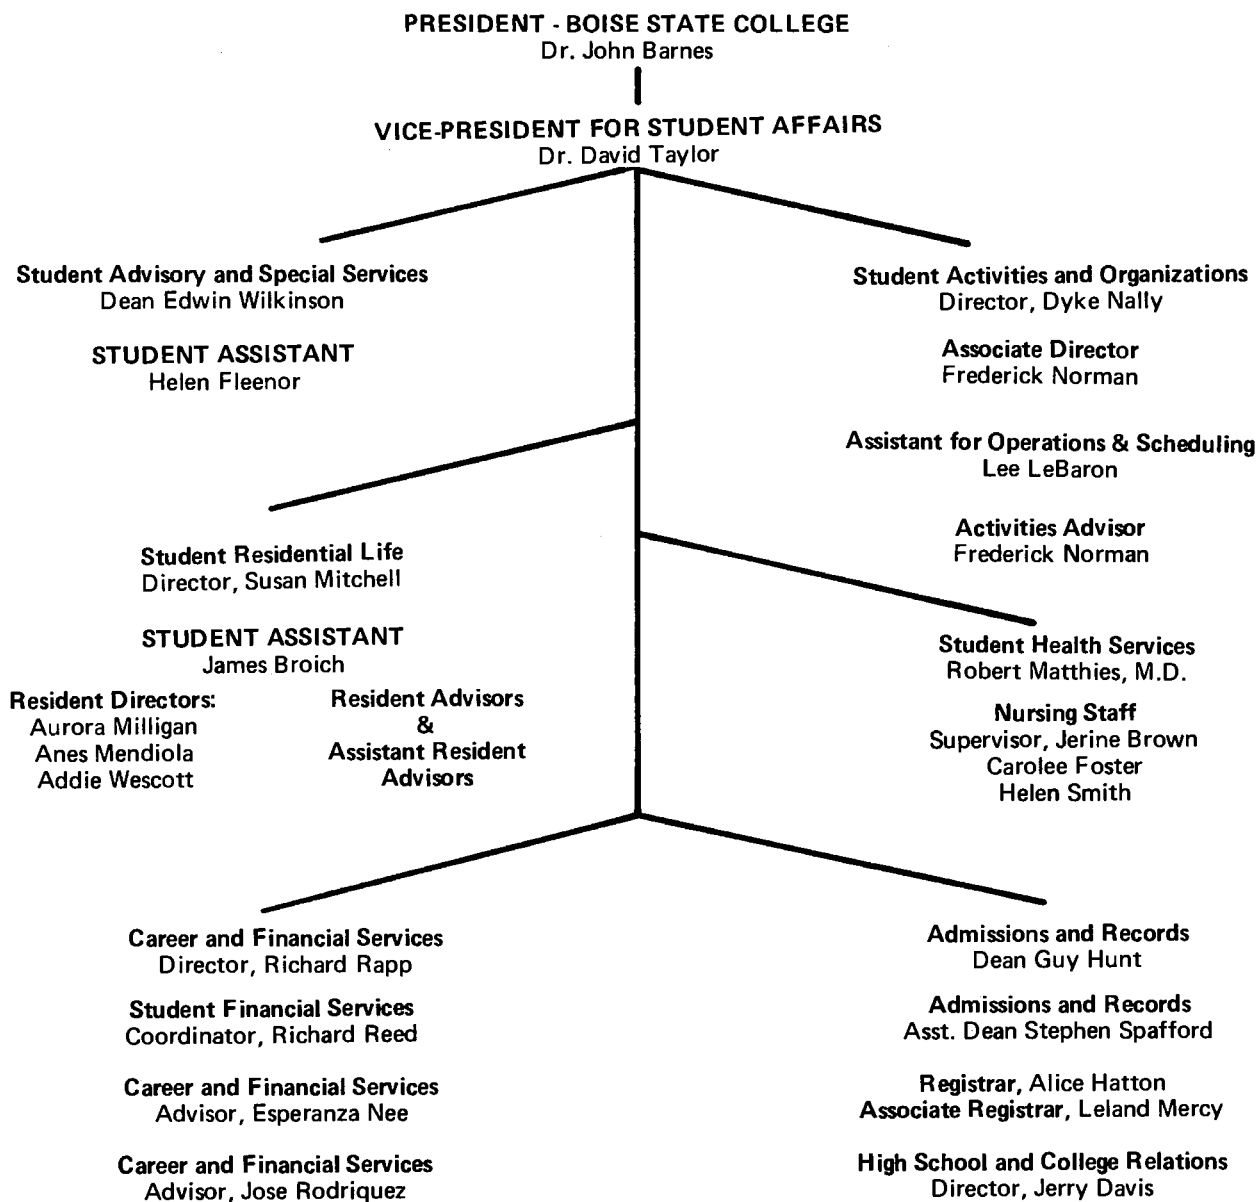 PRESIDENT - BOISE STATE COLLEGE
Dr. John Barnes
VICE-PRESIDENT FOR STUDENT AFFAIRS
Dr. David Taylor
Student Advisory and Special Services
Dean Edwin Wilkinson
STUDENT ASSISTANT
Helen Fleenor
Student Activities and Organizations
Director, Dyke Nally
Associate Director
Frederick Norman
Assistant for Operations & Scheduling
Lee LeBaron
Activities Advisor
Frederick Norman
Student Residential Life
Director, Susan Mitchell
STUDENT ASSISTANT
James Broich
Resident Directors:
Aurora Milligan
Anes Mendiola
Addie Wescott
Resident Advisors
&
Assistant Resident
Advisors
Student Health Services
Robert Matthies, M.D.
Nursing Staff
Supervisor, Jerine Brown
Carolee Foster
Helen Smith
Career and Financial Services
Director, Richard Rapp
Student Financial Services
Coordinator, Richard Reed
Career and Financial Services
Advisor, Esperanza Nee
Career and Financial Services
Advisor, Jose Rodriquez
Admissions and Records
Dean Guy Hunt
Admissions and Records
Asst. Dean Stephen Spafford
Registrar, Alice Hatton
Associate Registrar, Leland Mercy
High School and College Relations
Director, Jerry Davis